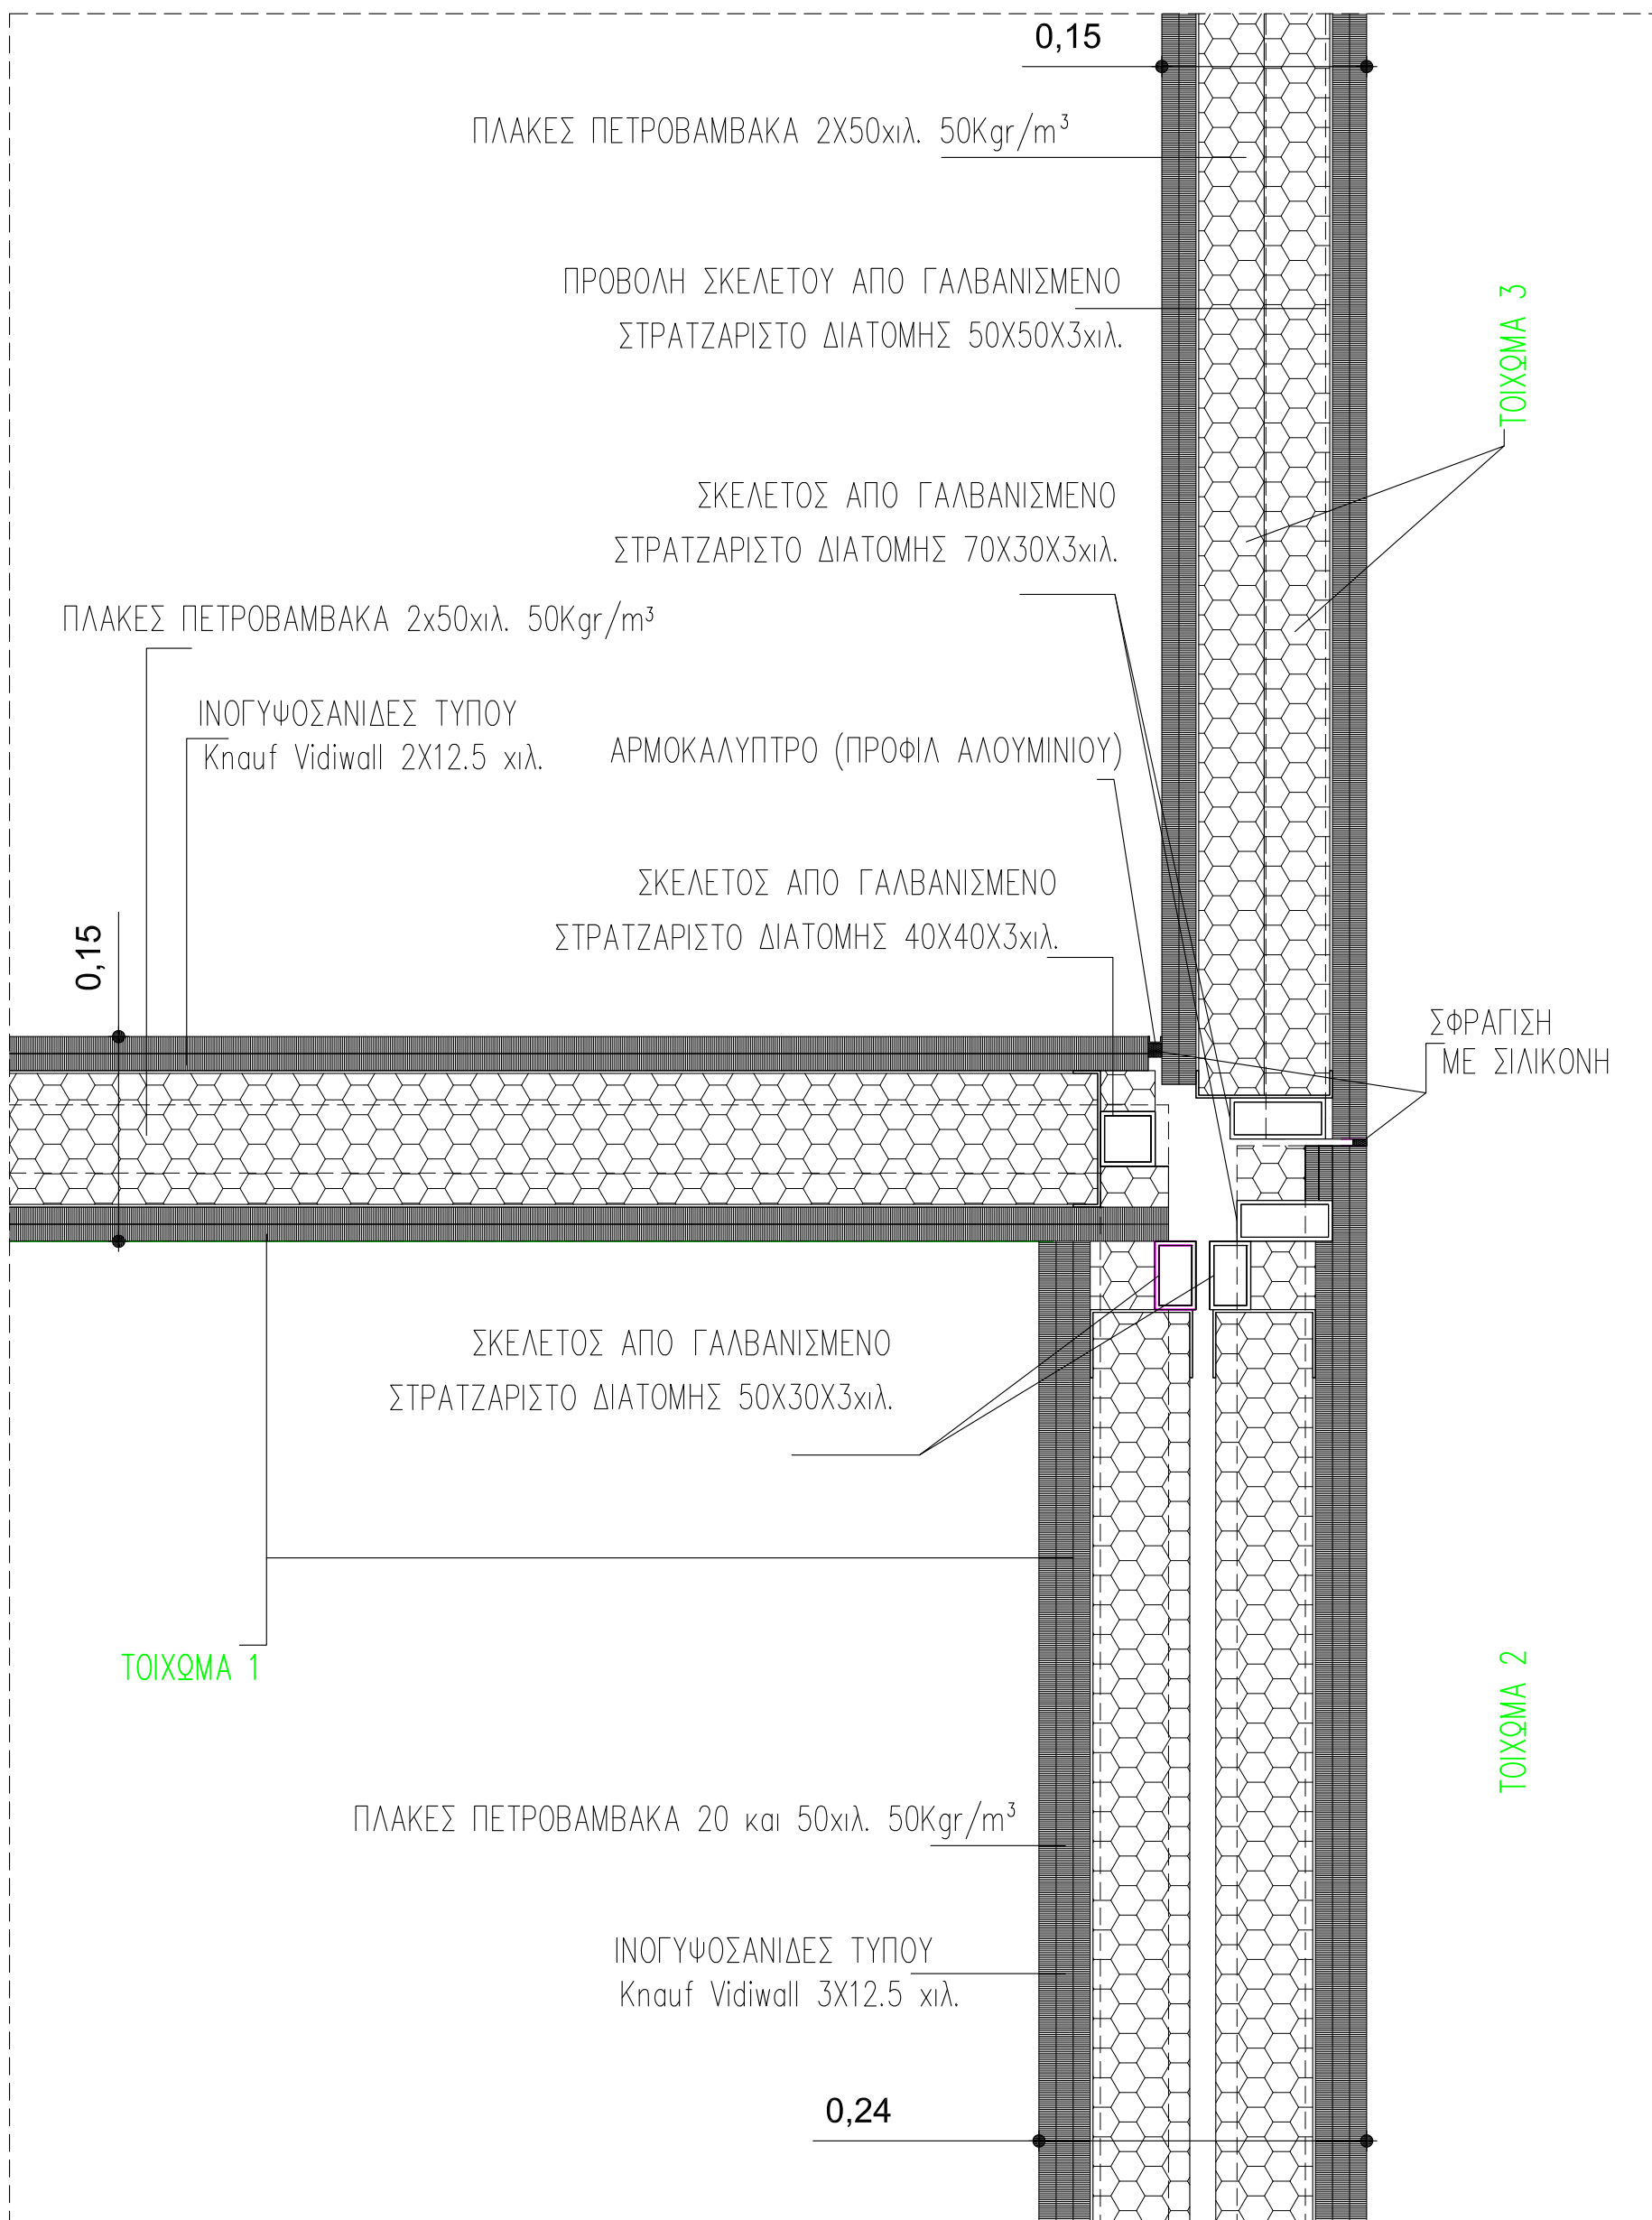 0,15
ΠΛΑΚΕΣ ΠΕΤΡΟΒΑΜΒΑΚΑ 2Χ50χιλ. 50Kgr/m³
ΠΡΟΒΟΛΗ ΣΚΕΛΕΤΟΥ ΑΠΟ ΓΑΛΒΑΝΙΣΜΕΝΟ
ΣΤΡΑΤΖΑΡΙΣΤΟ ΔΙΑΤΟΜΗΣ 50Χ50Χ3χιλ.
ΤΟΙΧΩΜΑ 3
ΣΚΕΛΕΤΟΣ ΑΠΟ ΓΑΛΒΑΝΙΣΜΕΝΟ
ΣΤΡΑΤΖΑΡΙΣΤΟ ΔΙΑΤΟΜΗΣ 70Χ30Χ3χιλ.
ΠΛΑΚΕΣ ΠΕΤΡΟΒΑΜΒΑΚΑ 2x50χιλ. 50Kgr/m³
ΙΝΟΓΥΨΟΣΑΝΙΔΕΣ ΤΥΠΟΥ
Knauf Vidiwall 2Χ12.5 χιλ.
ΑΡΜΟΚΑΛΥΠΤΡΟ (ΠΡΟΦΙΛ ΑΛΟΥΜΙΝΙΟΥ)
ΣΚΕΛΕΤΟΣ ΑΠΟ ΓΑΛΒΑΝΙΣΜΕΝΟ
ΣΤΡΑΤΖΑΡΙΣΤΟ ΔΙΑΤΟΜΗΣ 40Χ40Χ3χιλ.
0,15
ΣΦΡΑΓΙΣΗ
ΜΕ ΣΙΛΙΚΟΝΗ
ΣΚΕΛΕΤΟΣ ΑΠΟ ΓΑΛΒΑΝΙΣΜΕΝΟ
ΣΤΡΑΤΖΑΡΙΣΤΟ ΔΙΑΤΟΜΗΣ 50Χ30Χ3χιλ.
ΤΟΙΧΩΜΑ 1
ΤΟΙΧΩΜΑ 2
ΠΛΑΚΕΣ ΠΕΤΡΟΒΑΜΒΑΚΑ 20 και 50χιλ. 50Kgr/m³
ΙΝΟΓΥΨΟΣΑΝΙΔΕΣ ΤΥΠΟΥ
Knauf Vidiwall 3Χ12.5 χιλ.
0,24